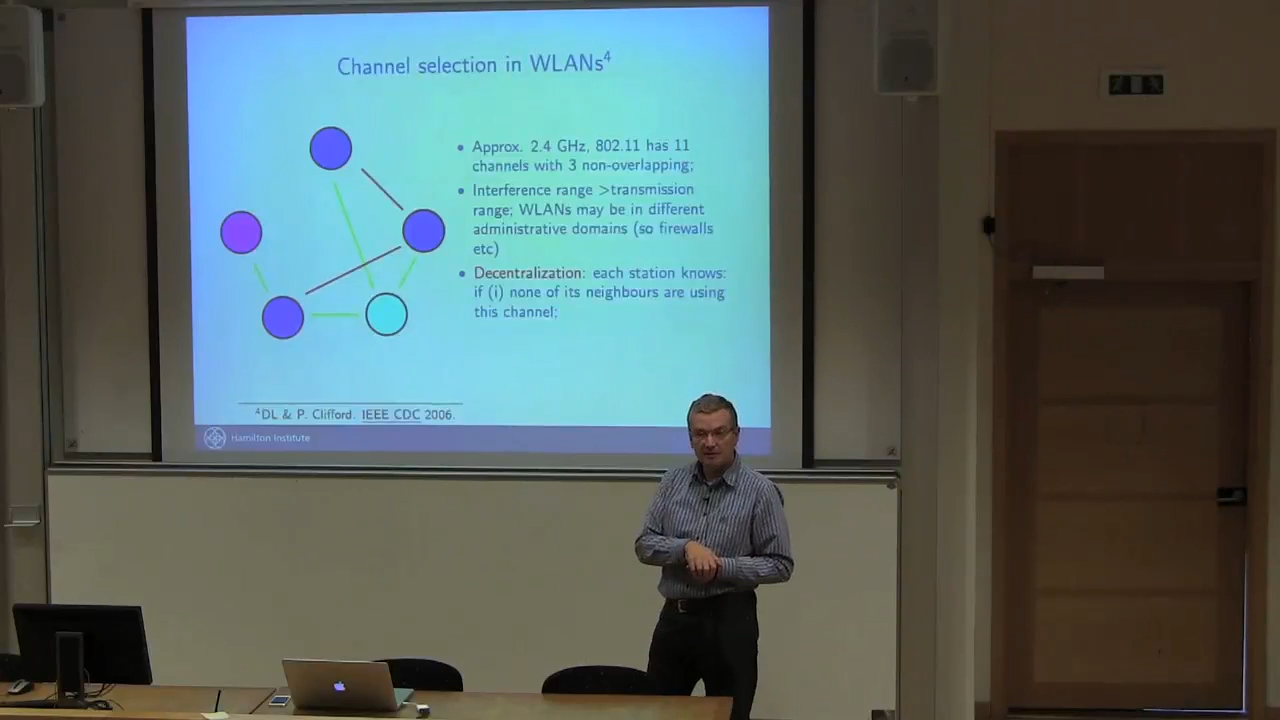 Channel selection in WLANs4
• Approx. 2.4 GHz, 802.11 has 11
channels with 3 non-overlapping;
• Interference range >transmission
range; WLANs may be in different
administrative domains (so firewalls
etc)
• Decentralization: each station knows:
if (i) none of its neighbours are using
this channel;
4DL & P. Clifford. IEEE CDC 2006.
Hamilton Institute